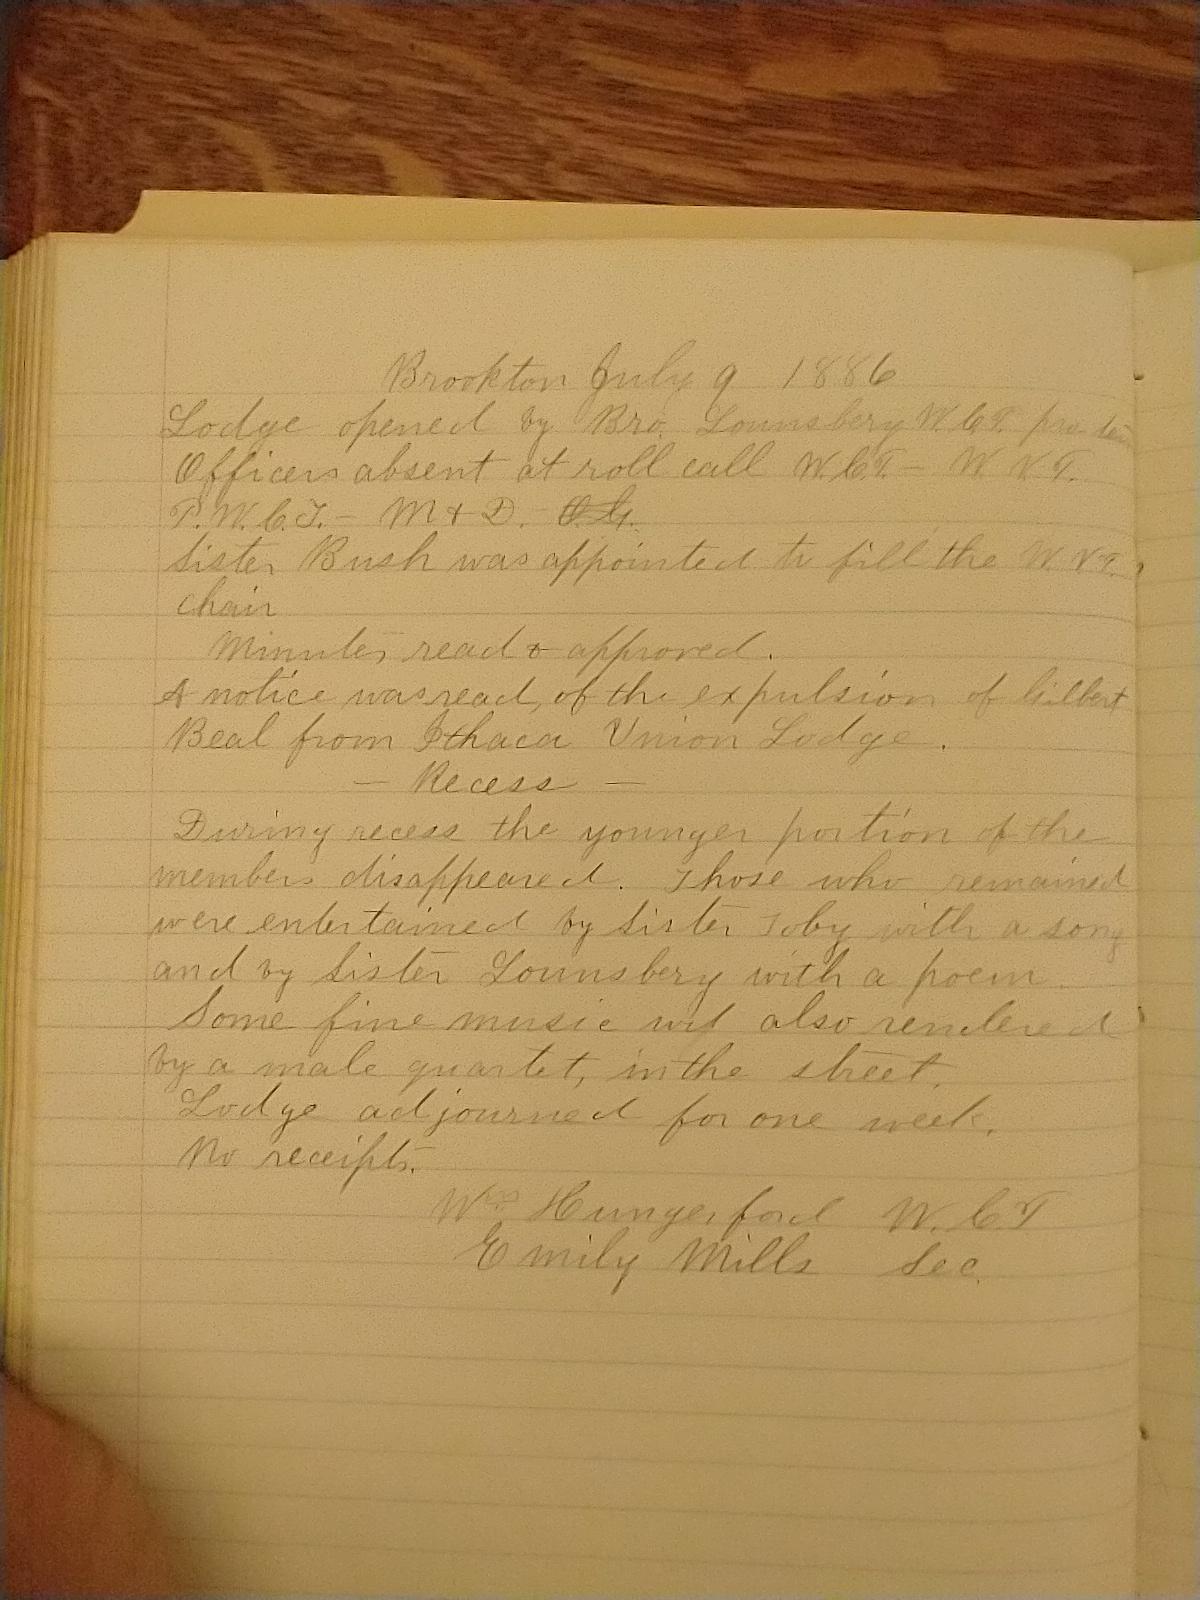 Brookton July 9 1886
Lodge opened by Bro. Lounsbery W.C.T. pro tem
Officers absent at roll call W.C.T. — W.V.T.
P.W.C.T. — M & D. — O.G.
Sister Bush was appointed to fill the W.V.T.
chair
Minutes read & approved.
A notice was read, of the expulsion of Gilbert
Beal from Ithaca Union Lodge.
— Recess —
During recess the younger portion of the
members disappeared. Those who remained
were entertained by Sister Toby with a song
and by Sister Lounsbery with a poem.
Some fine music was also rendered
by a male quartet, in the street.
Lodge adjourned for one week.
No receipts.
Wm Hungerford W.C.T
Emily Mills Sec.